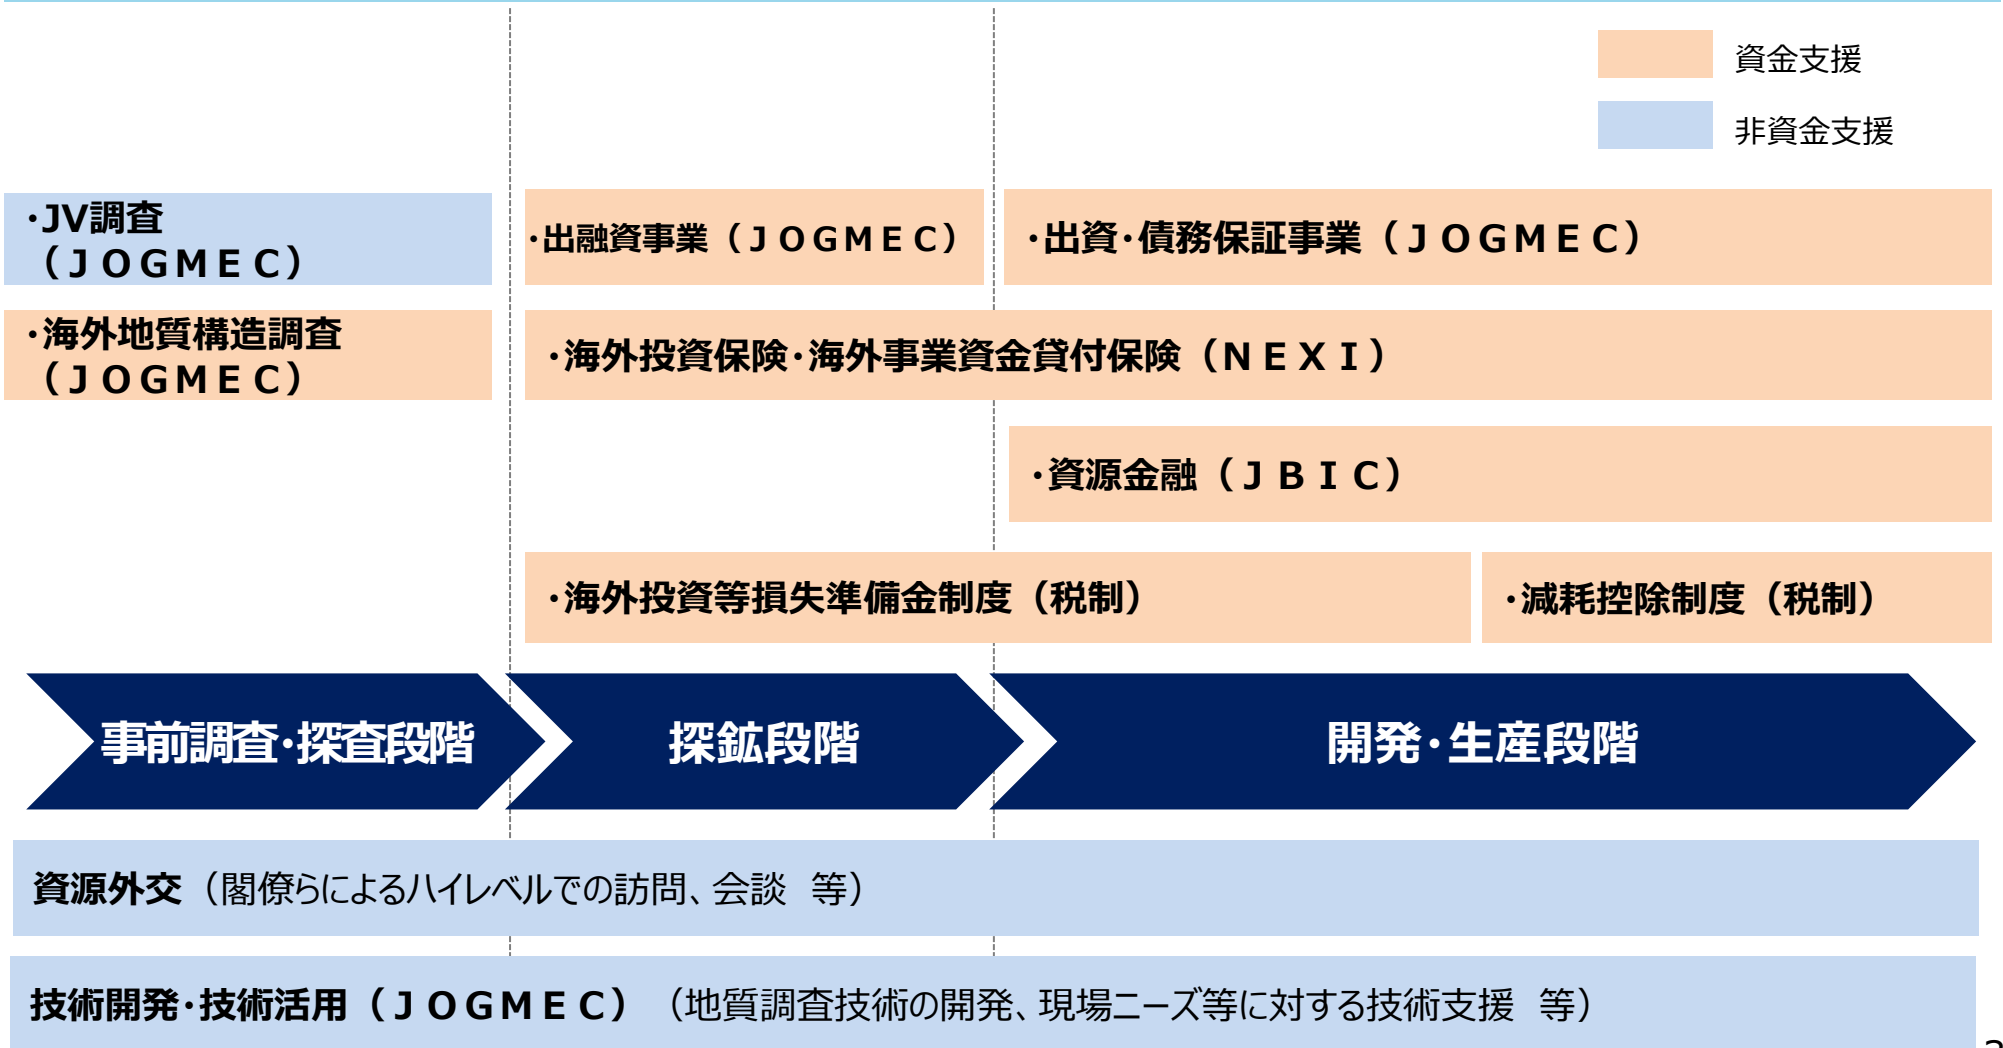 資金支援
非資金支援
・JV調査
（ＪＯＧＭＥＣ）
・出融資事業（ＪＯＧＭＥＣ）
・出資・債務保証事業（ＪＯＧＭＥＣ）
・海外地質構造調査
（ＪＯＧＭＥＣ）
・海外投資保険・海外事業資金貸付保険（ＮＥＸＩ）
・資源金融（ＪＢＩＣ）
・海外投資等損失準備金制度（税制）
・減耗控除制度（税制）
事前調査・探査段階
探鉱段階
開発・生産段階
資源外交（閣僚らによるハイレベルでの訪問、会談　等）
技術開発・技術活用（ＪＯＧＭＥＣ）（地質調査技術の開発、現場ニーズ等に対する技術支援　等）